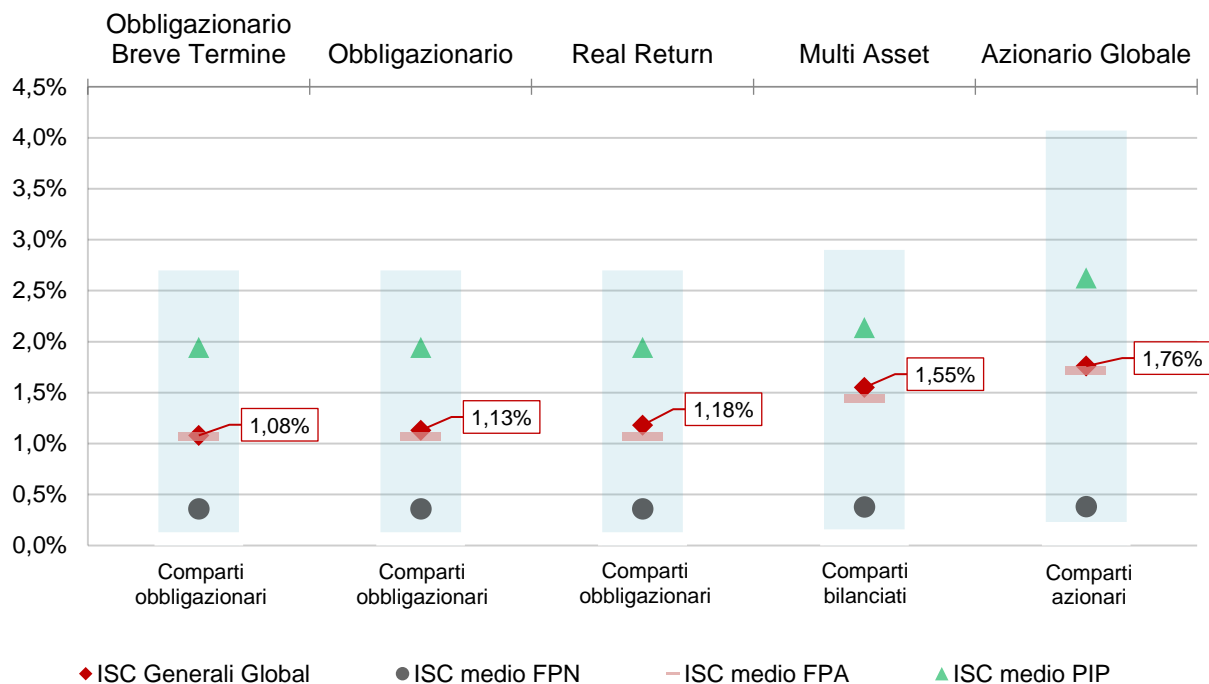 Obbligazionario
Breve Termine
Obbligazionario
Real Return
Multi Asset
Azionario Globale
4,5%
4,0%
3,5%
3,0%
2,5%
2,0%
1,5%
1,0%
0,5%
0,0%
1,08%
1,13%
1,18%
1,55%
1,76%
Comparti
obbligazionari
Comparti
obbligazionari
Comparti
obbligazionari
Comparti
bilanciati
Comparti
azionari
ISC Generali Global
ISC medio FPN
ISC medio FPA
ISC medio PIP